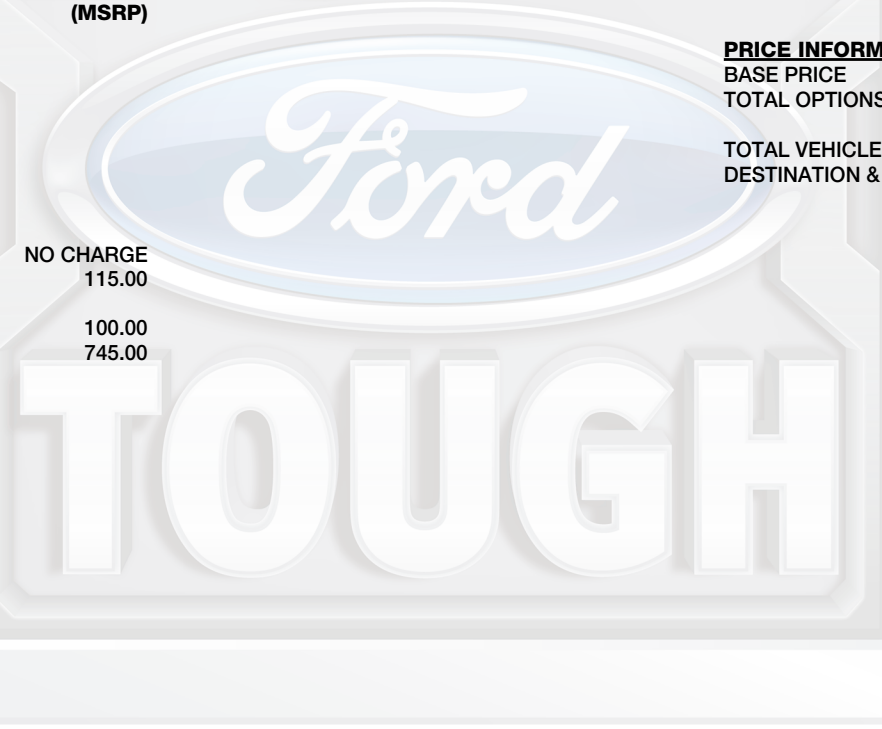 (MSRP)
PRICE INFORM
BASE PRICE
TOTAL OPTIONS
TOTAL VEHICLE
DESTINATION &
NO CHARGE
115.00
100.00
745.00
Ford
TOUGH